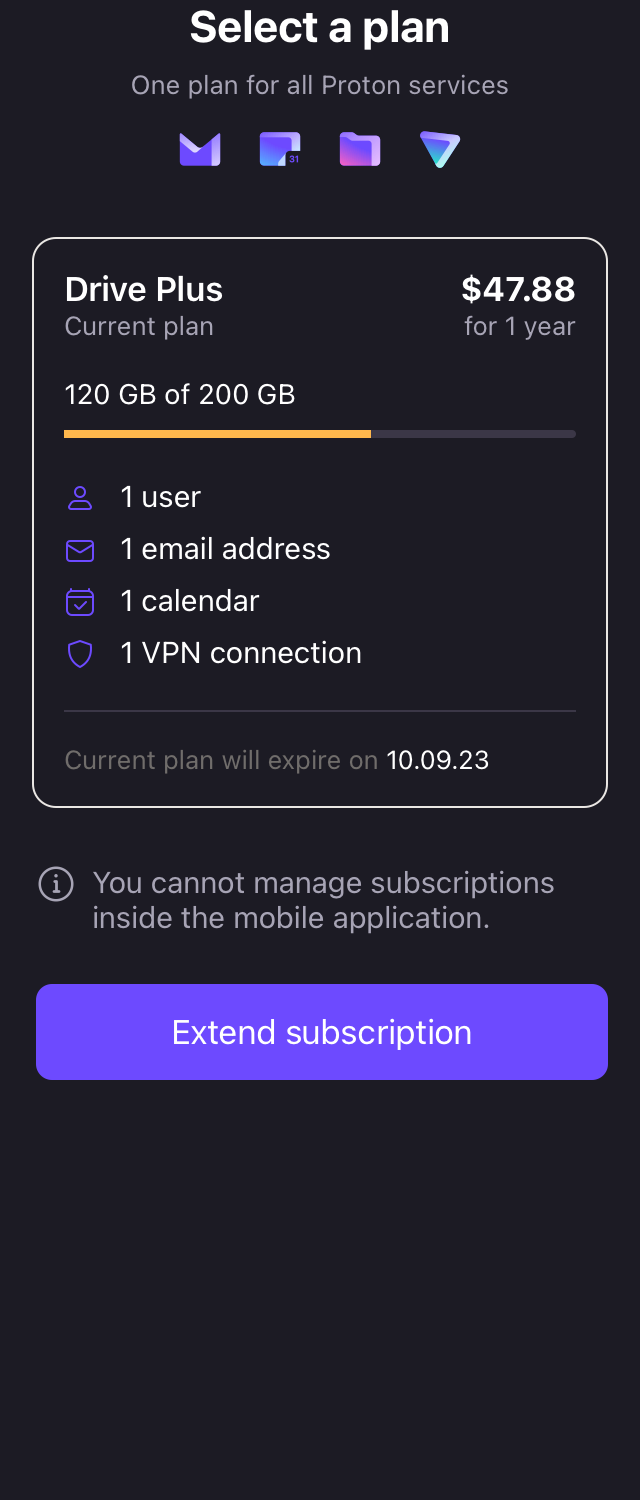 Select a plan
One plan for all Proton services
31
Drive Plus
$47.88
Current plan
for 1 year
120 GB of 200 GB
1 user
1 email address
1 calendar
1 VPN connection
Current plan will expire on 10.09.23
You cannot manage subscriptions
inside the mobile application.
Extend subscription